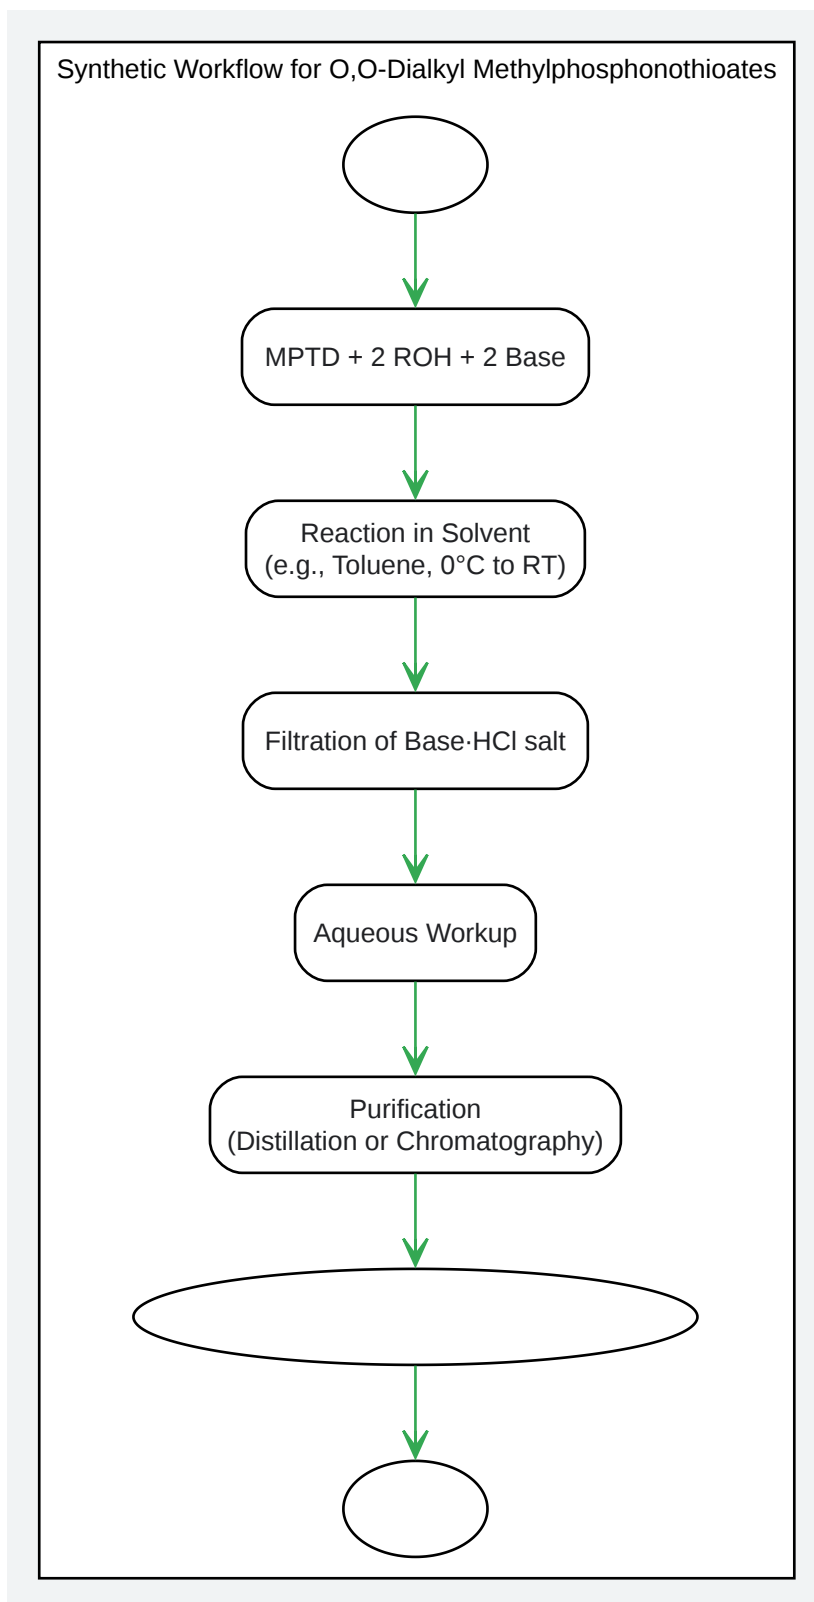 Synthetic Workflow for O,O-Dialkyl Methylphosphonothioates
MPTD + 2 ROH + 2 Base
Reaction in Solvent
(e.g., Toluene, 0°C to RT)
Filtration of Base·HCl salt
Aqueous Workup
Purification
(Distillation or Chromatography)